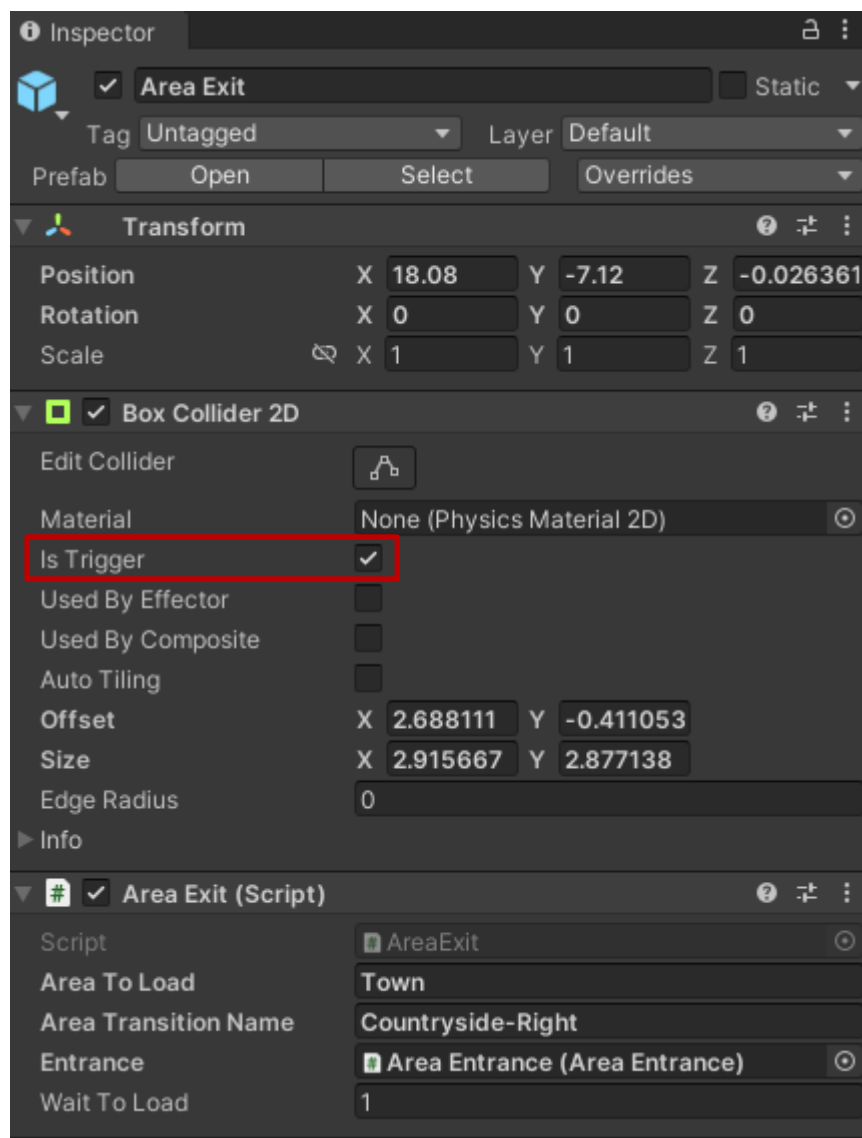 Inspector
Area Exit Static
Tag Untagged Layer Default
Prefab Open Select Overrides
Transform
Position X 18.08 Y -7.12 Z -0.026361
Rotation X 0 Y 0 Z 0
Scale X 1 Y 1 Z 1
Box Collider 2D
Edit Collider
Material None (Physics Material 2D)
Is Trigger
Used By Effector
Used By Composite
Auto Tiling
Offset X 2.688111 Y -0.411053
Size X 2.915667 Y 2.877138
Edge Radius 0
Info
# Area Exit (Script)
Script AreaExit
Area To Load Town
Area Transition Name Countryside-Right
Entrance Area Entrance (Area Entrance)
Wait To Load 1